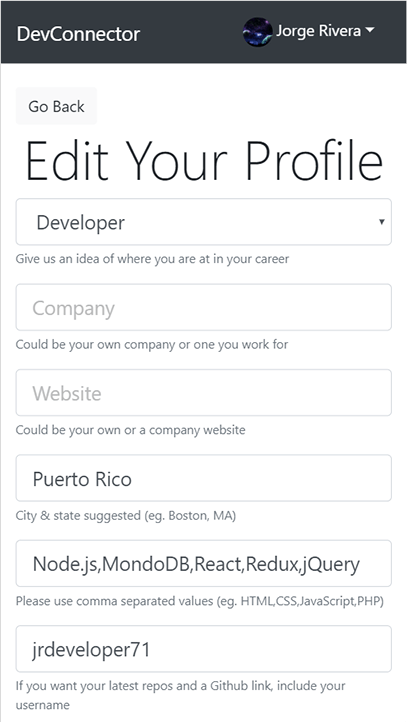 DevConnector
Jorge Rivera
Go Back
Edit Your Profile
Developer
Give us an idea of where you are at in your career
Company
Could be your own company or one you work for
Website
Could be your own or a company website
Puerto Rico
City & state suggested (eg. Boston, MA)
Node.js,MondoDB,React,Redux,jQuery
Please use comma separated values (eg. HTML,CSS,JavaScript,PHP)
jrdeveloper71
If you want your latest repos and a Github link, include your
username